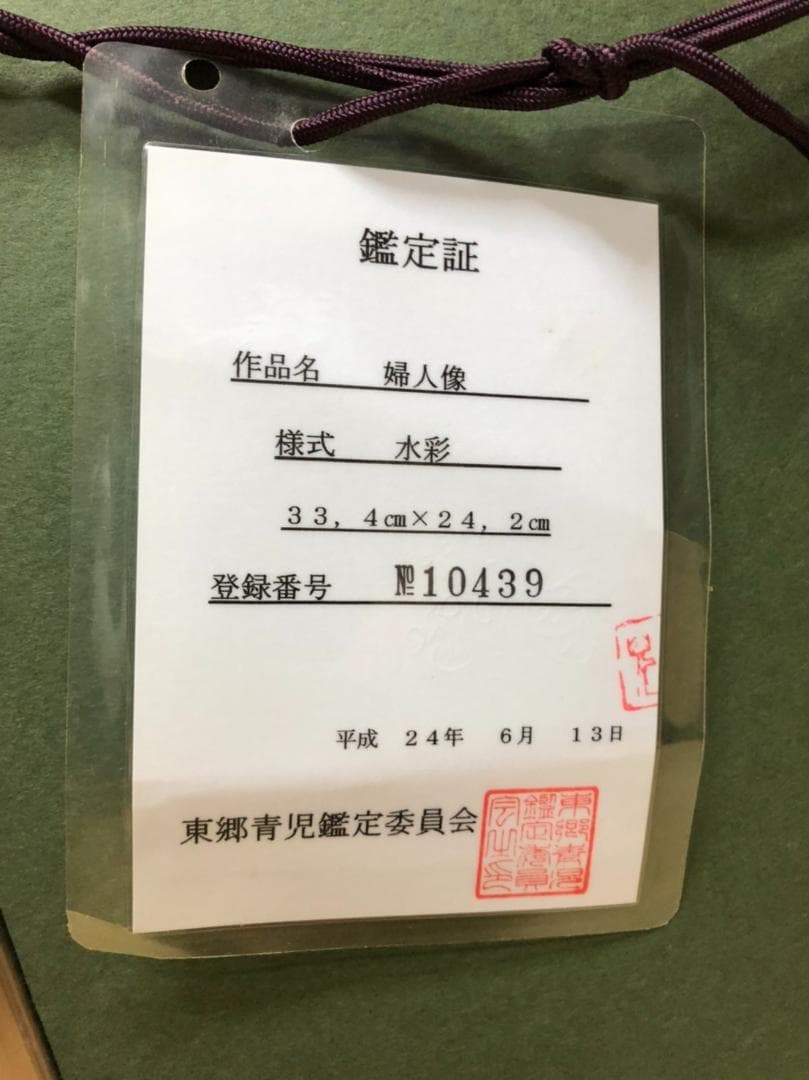 鑑定証
作品名　婦人像
様式　水彩
３３，４㎝×２４，２㎝
登録番号　№10439
平成　２４年　６月　１３日
東郷青児鑑定委員会